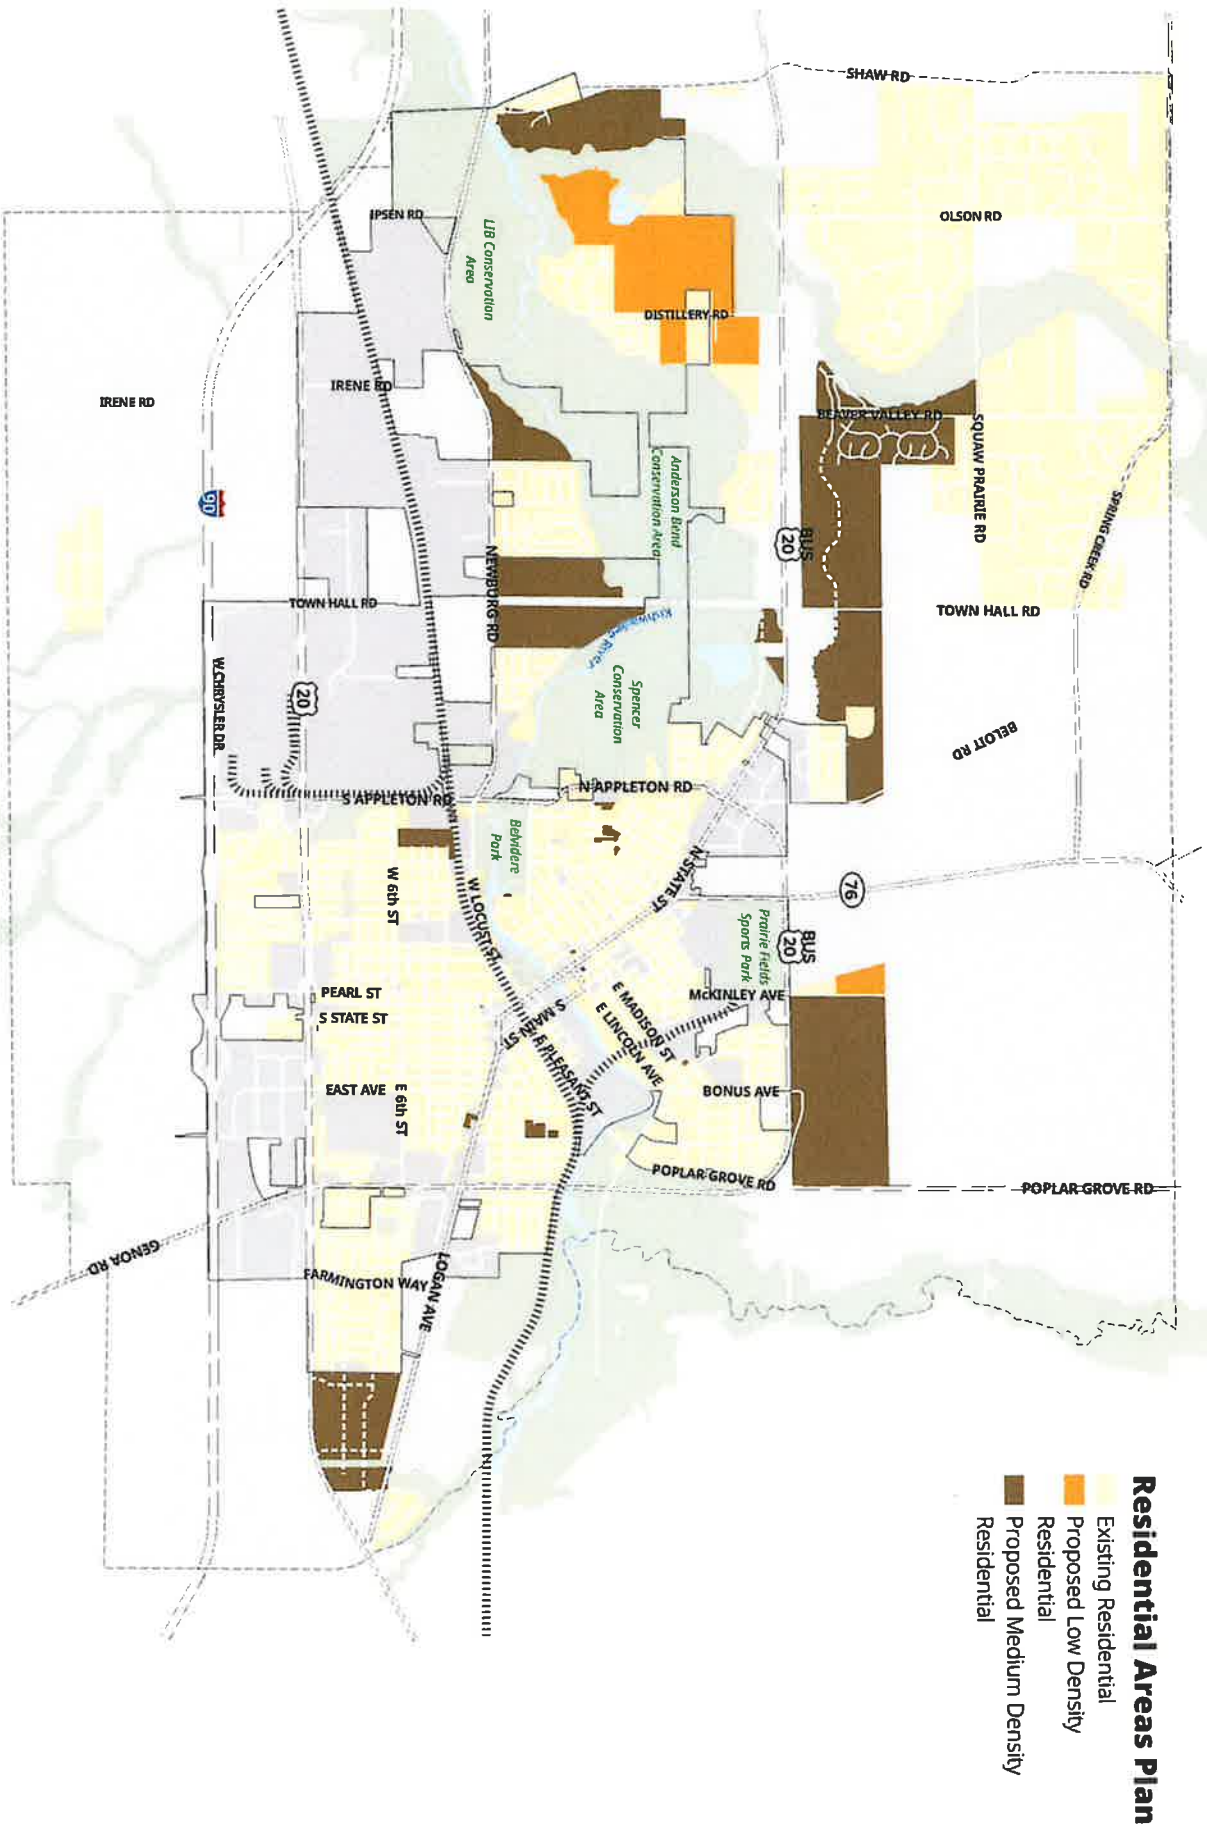 Residential Areas Plan
Existing Residential
Proposed Low Density
Residential
Proposed Medium Density
Residential
SHAW RD
OLSON RD
SQUAW PRAIRIE RD
SPRING CREEK RD
TOWN HALL RD
BELOIT RD
BEAVER VALLEY RD
POPLAR GROVE RD
76
BUS
20
BUS
20
DISTILLERY RD
LIB Conservation
Area
Anderson Bend
Conservation Area
Kishwaukee River
Spencer
Conservation
Area
Prairie Fields
Sports Park
McKINLEY AVE
BONUS AVE
POPLAR GROVE RD
N APPLETON RD
N STATE ST
E MADISON ST
E LINCOLN AVE
Belvidere
Park
S MAIN ST
E PLEASANT ST
W LOCUST ST
IPSEN RD
IRENE RD
IRENE RD
NEWBURG RD
TOWN HALL RD
90
20
W CHRYSLER DR
S APPLETON RD
W 6th ST
PEARL ST
S STATE ST
EAST AVE
E 6th ST
LOGAN AVE
FARMINGTON WAY
GENOA RD